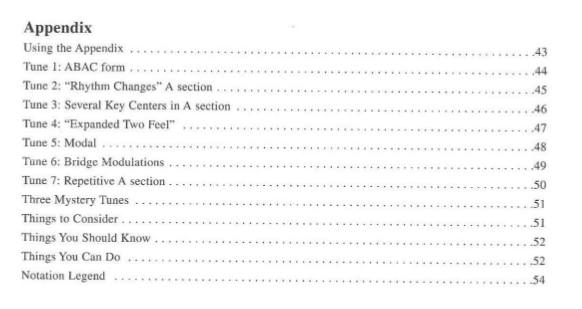 Appendix
Using the Appendix ........................................................43
Tune 1: ABAC form ........................................................44
Tune 2: “Rhythm Changes” A section ........................................................45
Tune 3: Several Key Centers in A section ........................................................46
Tune 4: “Expanded Two Feel” ........................................................47
Tune 5: Modal ........................................................48
Tune 6: Bridge Modulations ........................................................49
Tune 7: Repetitive A section ........................................................50
Three Mystery Tunes ........................................................51
Things to Consider ........................................................51
Things You Should Know ........................................................52
Things You Can Do ........................................................52
Notation Legend ........................................................54